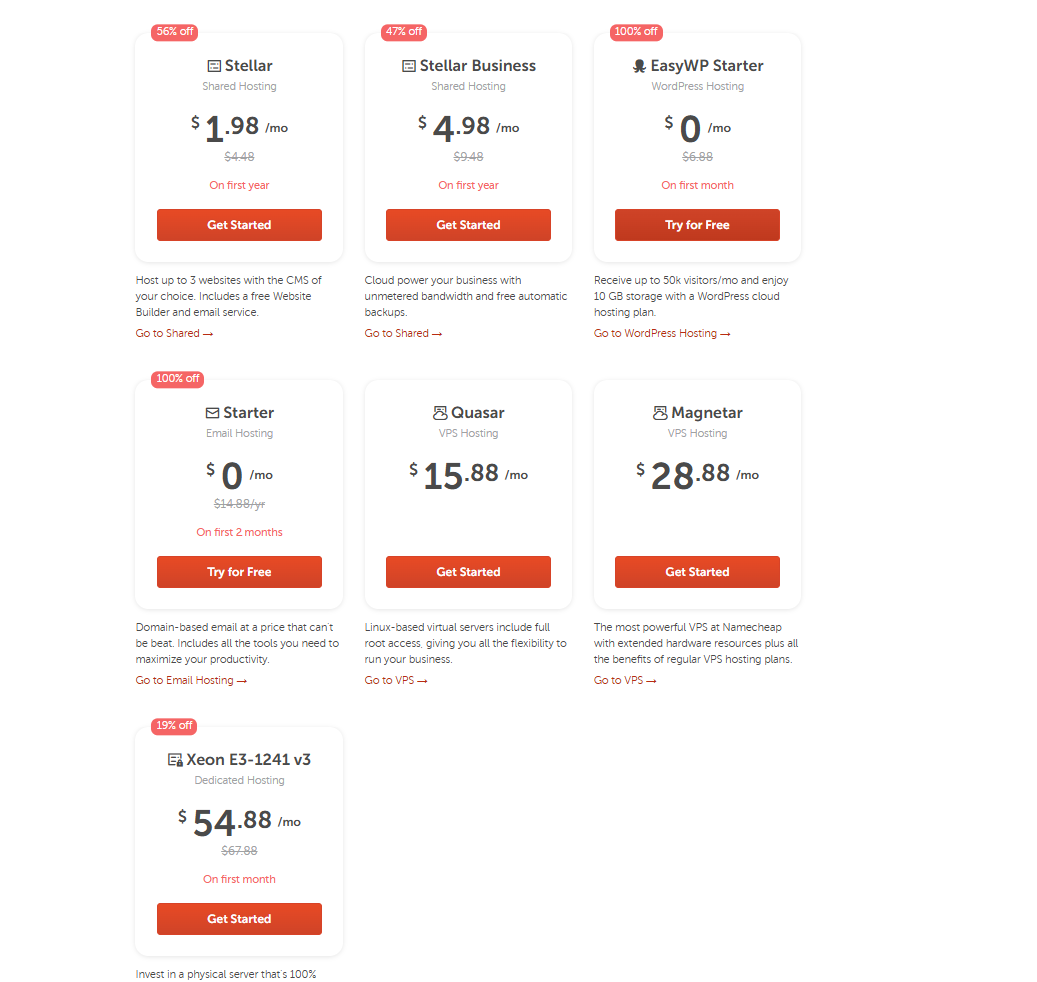 56% off
Stellar
Shared Hosting
$ 1.98 /mo
$4.48
On first year
Get Started
Host up to 3 websites with the CMS of
your choice. Includes a free Website
Builder and email service.
Go to Shared →
47% off
Stellar Business
Shared Hosting
$ 4.98 /mo
$9.48
On first year
Get Started
Cloud power your business with
unmetered bandwidth and free automatic
backups.
Go to Shared →
100% off
EasyWP Starter
WordPress Hosting
$ 0 /mo
$6.88
On first month
Try for Free
Receive up to 50k visitors/mo and enjoy
10 GB storage with a WordPress cloud
hosting plan.
Go to WordPress Hosting →
100% off
Starter
Email Hosting
$ 0 /mo
$14.88/yr
On first 2 months
Try for Free
Domain-based email at a price that can't
be beat. Includes all the tools you need to
maximize your productivity.
Go to Email Hosting →
Quasar
VPS Hosting
$ 15.88 /mo
Get Started
Linux-based virtual servers include full
root access, giving you all the flexibility to
run your business.
Go to VPS →
Magnetar
VPS Hosting
$ 28.88 /mo
Get Started
The most powerful VPS at Namecheap
with extended hardware resources plus all
the benefits of regular VPS hosting plans.
Go to VPS →
19% off
Xeon E3-1241 v3
Dedicated Hosting
$ 54.88 /mo
$67.88
On first month
Get Started
Invest in a physical server that's 100%